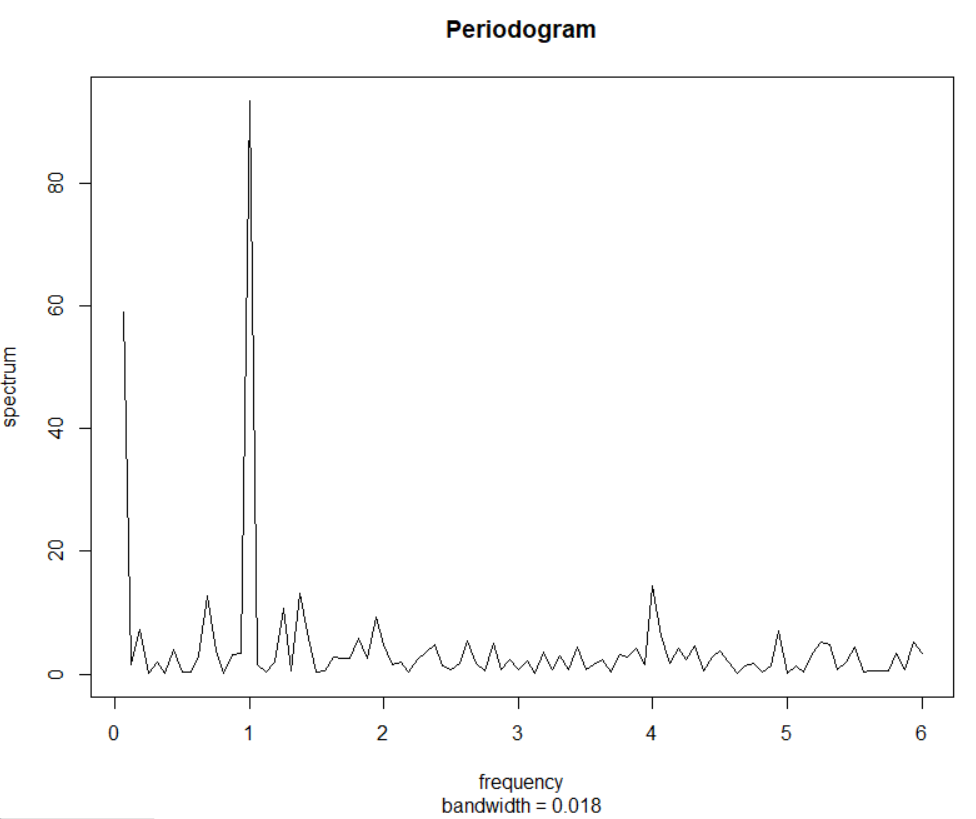 Periodogram
spectrum
80
60
40
20
0
0 1 2 3 4 5 6
frequency
bandwidth = 0.018